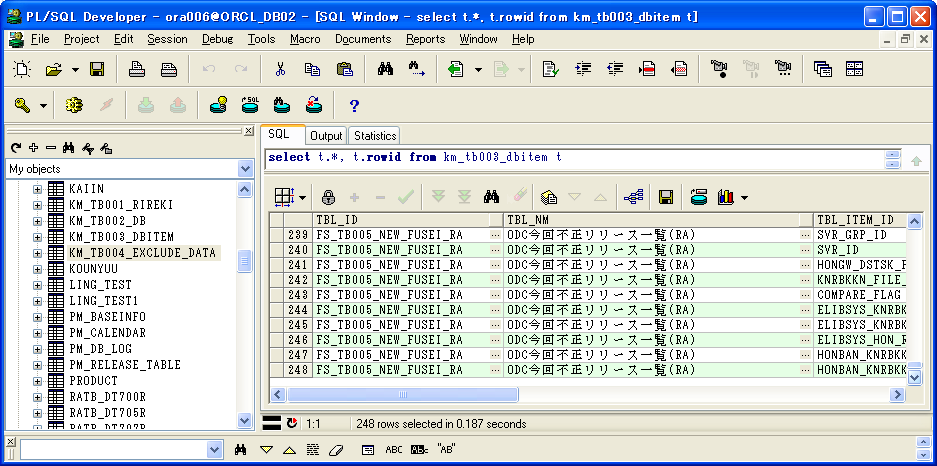 PL/SQL Developer - ora006@ORCL_DB02 - [SQL Window - select t.*, t.rowid from km_tb003_dbitem t]
File Project Edit Session Debug Tools Macro Documents Reports Window Help
SQL
?
SQL Output Statistics
select t.*, t.rowid from km_tb003_dbitem t
My objects
KAIIN
KM_TB001_RIREKI
KM_TB002_DB
KM_TB003_DBITEM
KM_TB004_EXCLUDE_DATA
KOUNYUU
LING_TEST
LING_TEST1
PM_BASEINFO
PM_CALENDAR
PM_DB_LOG
PM_RELEASE_TABLE
PRODUCT
RATB_DT700R
RATB_DT705R
RATB_DT707R
TBL_ID TBL_NM TBL_ITEM_ID
239 FS_TB005_NEW_FUSEI_RA ... ODC今回不正リリース一覧(RA) ... SVR_GRP_ID
240 FS_TB005_NEW_FUSEI_RA ... ODC今回不正リリース一覧(RA) ... SVR_ID
241 FS_TB005_NEW_FUSEI_RA ... ODC今回不正リリース一覧(RA) ... HONGW_DSTSK_F
242 FS_TB005_NEW_FUSEI_RA ... ODC今回不正リリース一覧(RA) ... KNRBKKN_FILE_
243 FS_TB005_NEW_FUSEI_RA ... ODC今回不正リリース一覧(RA) ... COMPARE_FLAG
244 FS_TB005_NEW_FUSEI_RA ... ODC今回不正リリース一覧(RA) ... ELIBSYS_KNRBK
245 FS_TB005_NEW_FUSEI_RA ... ODC今回不正リリース一覧(RA) ... ELIBSYS_KNRBK
246 FS_TB005_NEW_FUSEI_RA ... ODC今回不正リリース一覧(RA) ... ELIBSYS_HON_R
247 FS_TB005_NEW_FUSEI_RA ... ODC今回不正リリース一覧(RA) ... HONBAN_KNRBKK
248 FS_TB005_NEW_FUSEI_RA ... ODC今回不正リリース一覧(RA) ... HONBAN_KNRBKK
1:1 248 rows selected in 0.187 seconds
ABC "AB"